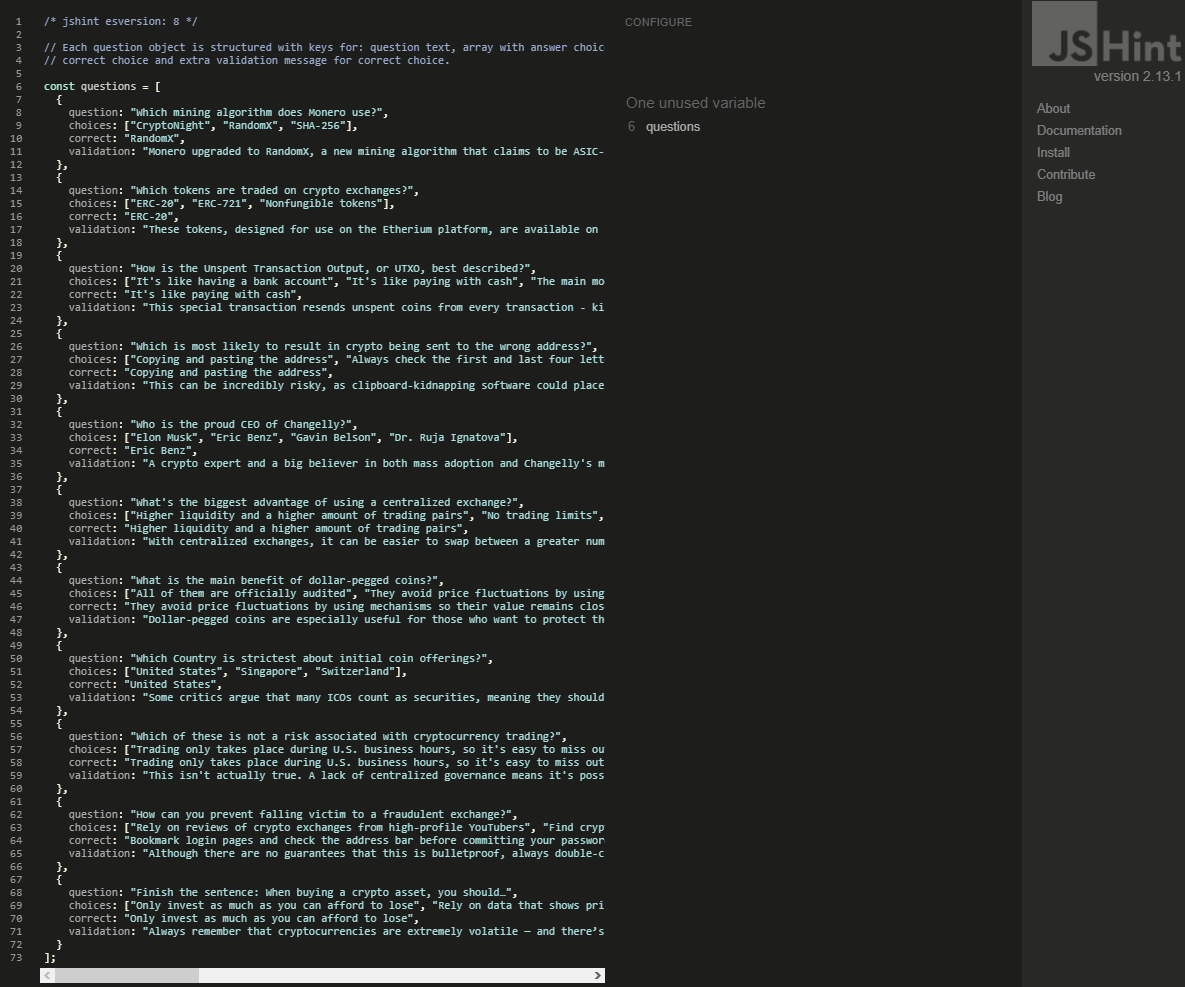 1 /* jshint esversion: 8 */
2
3 // Each question object is structured with keys for: question text, array with answer choic
4 // correct choice and extra validation message for correct choice.
5
6 const questions = [
7 {
8 question: "Which mining algorithm does Monero use?",
9 choices: ["CryptoNight", "RandomX", "SHA-256"],
10 correct: "RandomX",
11 validation: "Monero upgraded to RandomX, a new mining algorithm that claims to be ASIC-
12 },
13 {
14 question: "Which tokens are traded on crypto exchanges?",
15 choices: ["ERC-20", "ERC-721", "Nonfungible tokens"],
16 correct: "ERC-20",
17 validation: "These tokens, designed for use on the Etherium platform, are available on
18 },
19 {
20 question: "How is the Unspent Transaction Output, or UTXO, best described?",
21 choices: ["It's like having a bank account", "It's like paying with cash", "The main mo
22 correct: "It's like paying with cash",
23 validation: "This special transaction resends unspent coins from every transaction - ki
24 },
25 {
26 question: "Which is most likely to result in crypto being sent to the wrong address?",
27 choices: ["Copying and pasting the address", "Always check the first and last four lett
28 correct: "Copying and pasting the address",
29 validation: "This can be incredibly risky, as clipboard-kidnapping software could place
30 },
31 {
32 question: "Who is the proud CEO of Changelly?",
33 choices: ["Elon Musk", "Eric Benz", "Gavin Belson", "Dr. Ruja Ignatova"],
34 correct: "Eric Benz",
35 validation: "A crypto expert and a big believer in both mass adoption and Changelly's m
36 },
37 {
38 question: "What's the biggest advantage of using a centralized exchange?",
39 choices: ["Higher liquidity and a higher amount of trading pairs", "No trading limits",
40 correct: "Higher liquidity and a higher amount of trading pairs",
41 validation: "With centralized exchanges, it can be easier to swap between a greater num
42 },
43 {
44 question: "What is the main benefit of dollar-pegged coins?",
45 choices: ["All of them are officially audited", "They avoid price fluctuations by using
46 correct: "They avoid price fluctuations by using mechanisms so their value remains clos
47 validation: "Dollar-pegged coins are especially useful for those who want to protect th
48 },
49 {
50 question: "Which Country is strictest about initial coin offerings?",
51 choices: ["United States", "Singapore", "Switzerland"],
52 correct: "United States",
53 validation: "Some critics argue that many ICOs count as securities, meaning they should
54 },
55 {
56 question: "Which of these is not a risk associated with cryptocurrency trading?",
57 choices: ["Trading only takes place during U.S. business hours, so it's easy to miss ou
58 correct: "Trading only takes place during U.S. business hours, so it's easy to miss out
59 validation: "This isn't actually true. A lack of centralized governance means it's poss
60 },
61 {
62 question: "How can you prevent falling victim to a fraudulent exchange?",
63 choices: ["Rely on reviews of crypto exchanges from high-profile YouTubers", "Find cryp
64 correct: "Bookmark login pages and check the address bar before committing your passwor
65 validation: "Although there are no guarantees that this is bulletproof, always double-c
66 },
67 {
68 question: "Finish the sentence: When buying a crypto asset, you should…",
69 choices: ["Only invest as much as you can afford to lose", "Rely on data that shows pri
70 correct: "Only invest as much as you can afford to lose",
71 validation: "Always remember that cryptocurrencies are extremely volatile — and there’s
72 }
73 ];
CONFIGURE
One unused variable
6 questions
JSHint
version 2.13.1
About
Documentation
Install
Contribute
Blog